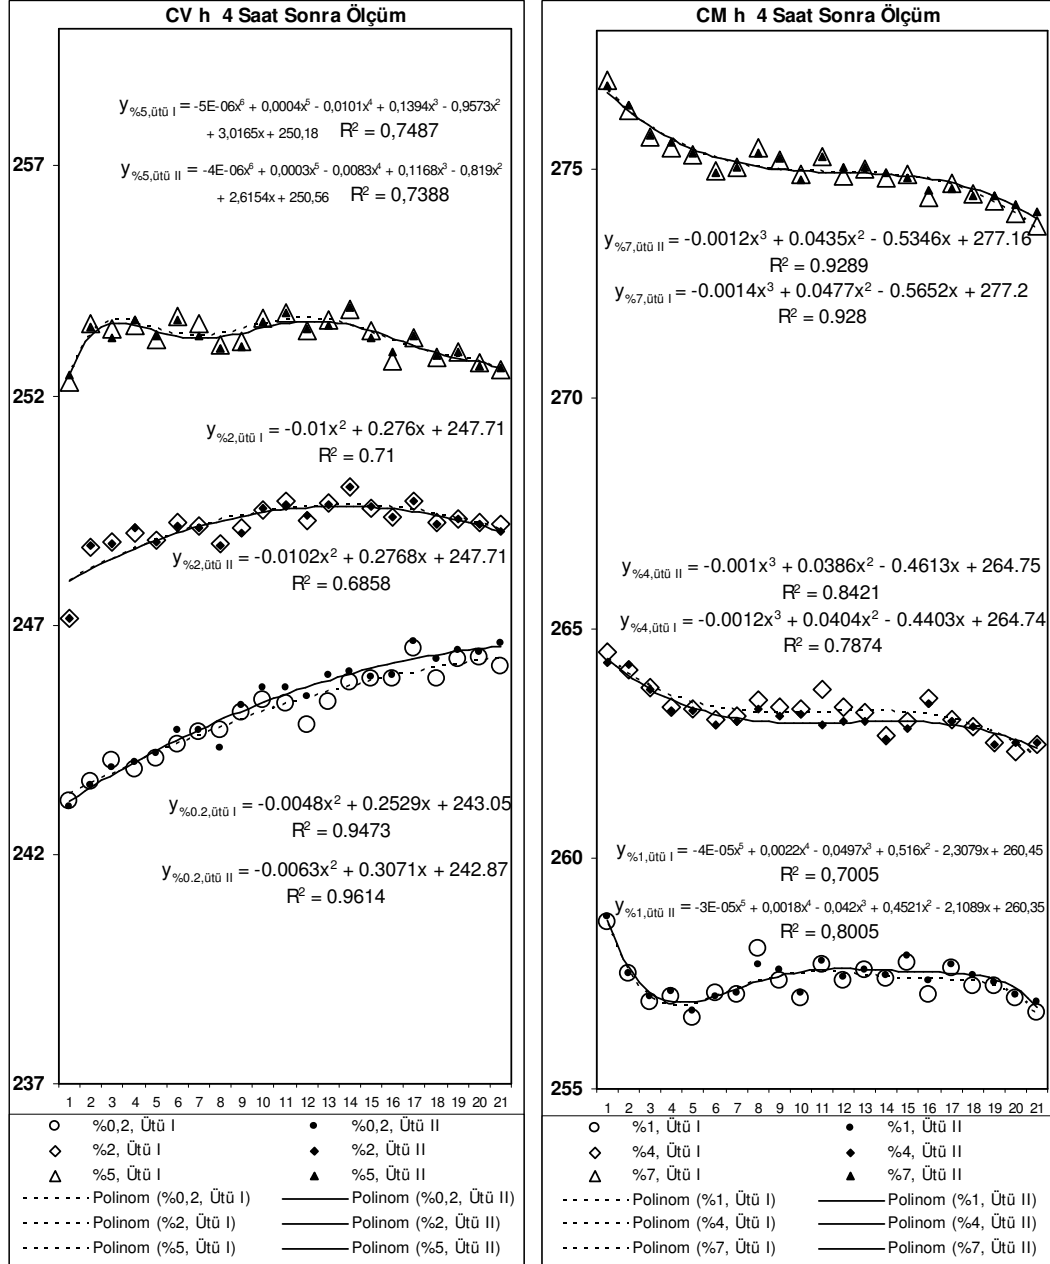 CV h 4 Saat Sonra Ölçüm
y%5,ütü I = -5E-06x⁶ + 0,0004x⁵ - 0,0101x⁴ + 0,1394x³ - 0,9573x²
+ 3,0165x + 250,18 R² = 0,7487
257
y%5,ütü II = -4E-06x⁶ + 0,0003x⁵ - 0,0083x⁴ + 0,1168x³ - 0,819x²
+ 2,6154x + 250,56 R² = 0,7388
252
y%2,ütü I = -0.01x² + 0.276x + 247.71
R² = 0.71
y%2,ütü II = -0.0102x² + 0.2768x + 247.71
R² = 0.6858
247
y%0.2,ütü I = -0.0048x² + 0.2529x + 243.05
R² = 0.9473
242
y%0.2,ütü II = -0.0063x² + 0.3071x + 242.87
R² = 0.9614
237
1 2 3 4 5 6 7 8 9 10 11 12 13 14 15 16 17 18 19 20 21
%0,2, Ütü I %0,2, Ütü II
%2, Ütü I %2, Ütü II
%5, Ütü I %5, Ütü II
Polinom (%0,2, Ütü I) Polinom (%0,2, Ütü II)
Polinom (%2, Ütü I) Polinom (%2, Ütü II)
Polinom (%5, Ütü I) Polinom (%5, Ütü II)
CM h 4 Saat Sonra Ölçüm
275
y%7,ütü II = -0.0012x³ + 0.0435x² - 0.5346x + 277.16
R² = 0.9289
y%7,ütü I = -0.0014x³ + 0.0477x² - 0.5652x + 277.2
R² = 0.928
270
y%4,ütü II = -0.001x³ + 0.0386x² - 0.4613x + 264.75
R² = 0.8421
y%4,ütü I = -0.0012x³ + 0.0404x² - 0.4403x + 264.74
R² = 0.7874
265
y%1,ütü I = -4E-05x⁵ + 0,0022x⁴ - 0,0497x³ + 0,516x² - 2,3079x + 260,45
R² = 0,7005
260
y%1,ütü II = -3E-05x⁵ + 0,0018x⁴ - 0,042x³ + 0,4521x² - 2,1089x + 260,35
R² = 0,8005
255
1 2 3 4 5 6 7 8 9 10 11 12 13 14 15 16 17 18 19 20 21
%1, Ütü I %1, Ütü II
%4, Ütü I %4, Ütü II
%7, Ütü I %7, Ütü II
Polinom (%1, Ütü I) Polinom (%1, Ütü II)
Polinom (%4, Ütü I) Polinom (%4, Ütü II)
Polinom (%7, Ütü I) Polinom (%7, Ütü II)